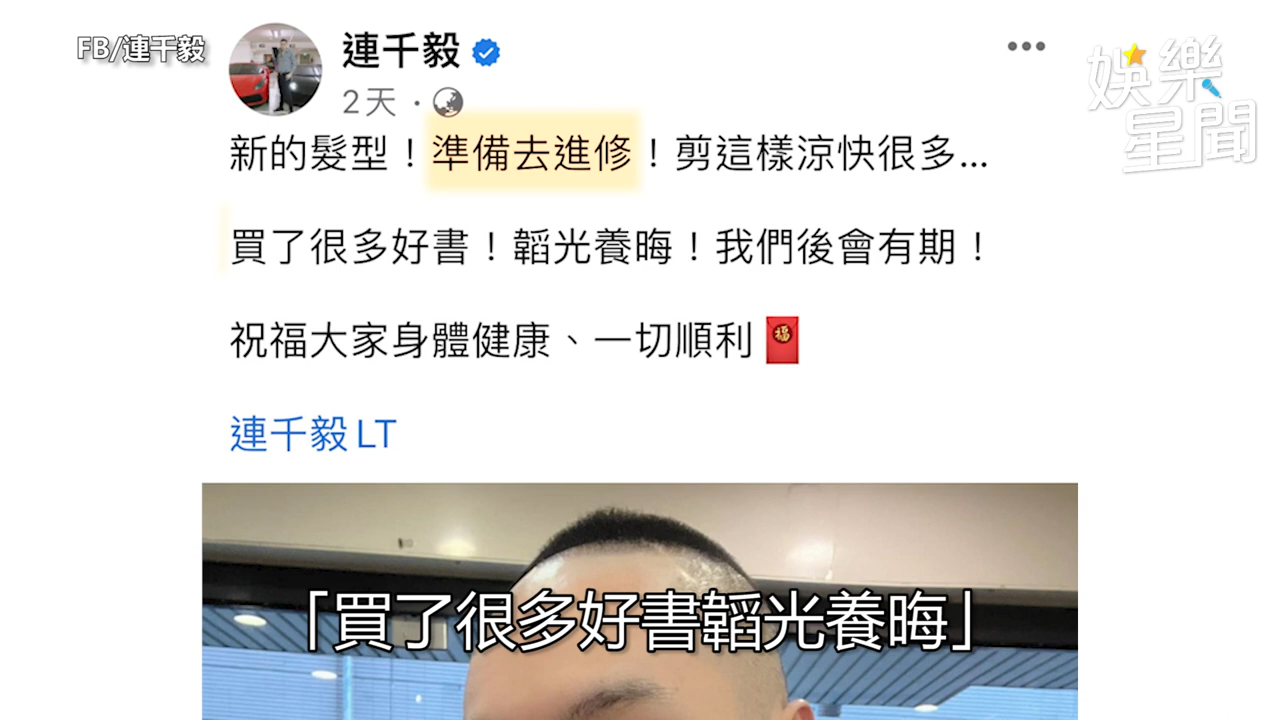 FB/連千毅
連千毅
2天
娛樂
星聞
新的髮型！準備去進修！剪這樣涼快很多...
買了很多好書！韜光養晦！我們後會有期！
祝福大家身體健康、一切順利
福
連千毅LT
「買了很多好書韜光養晦」